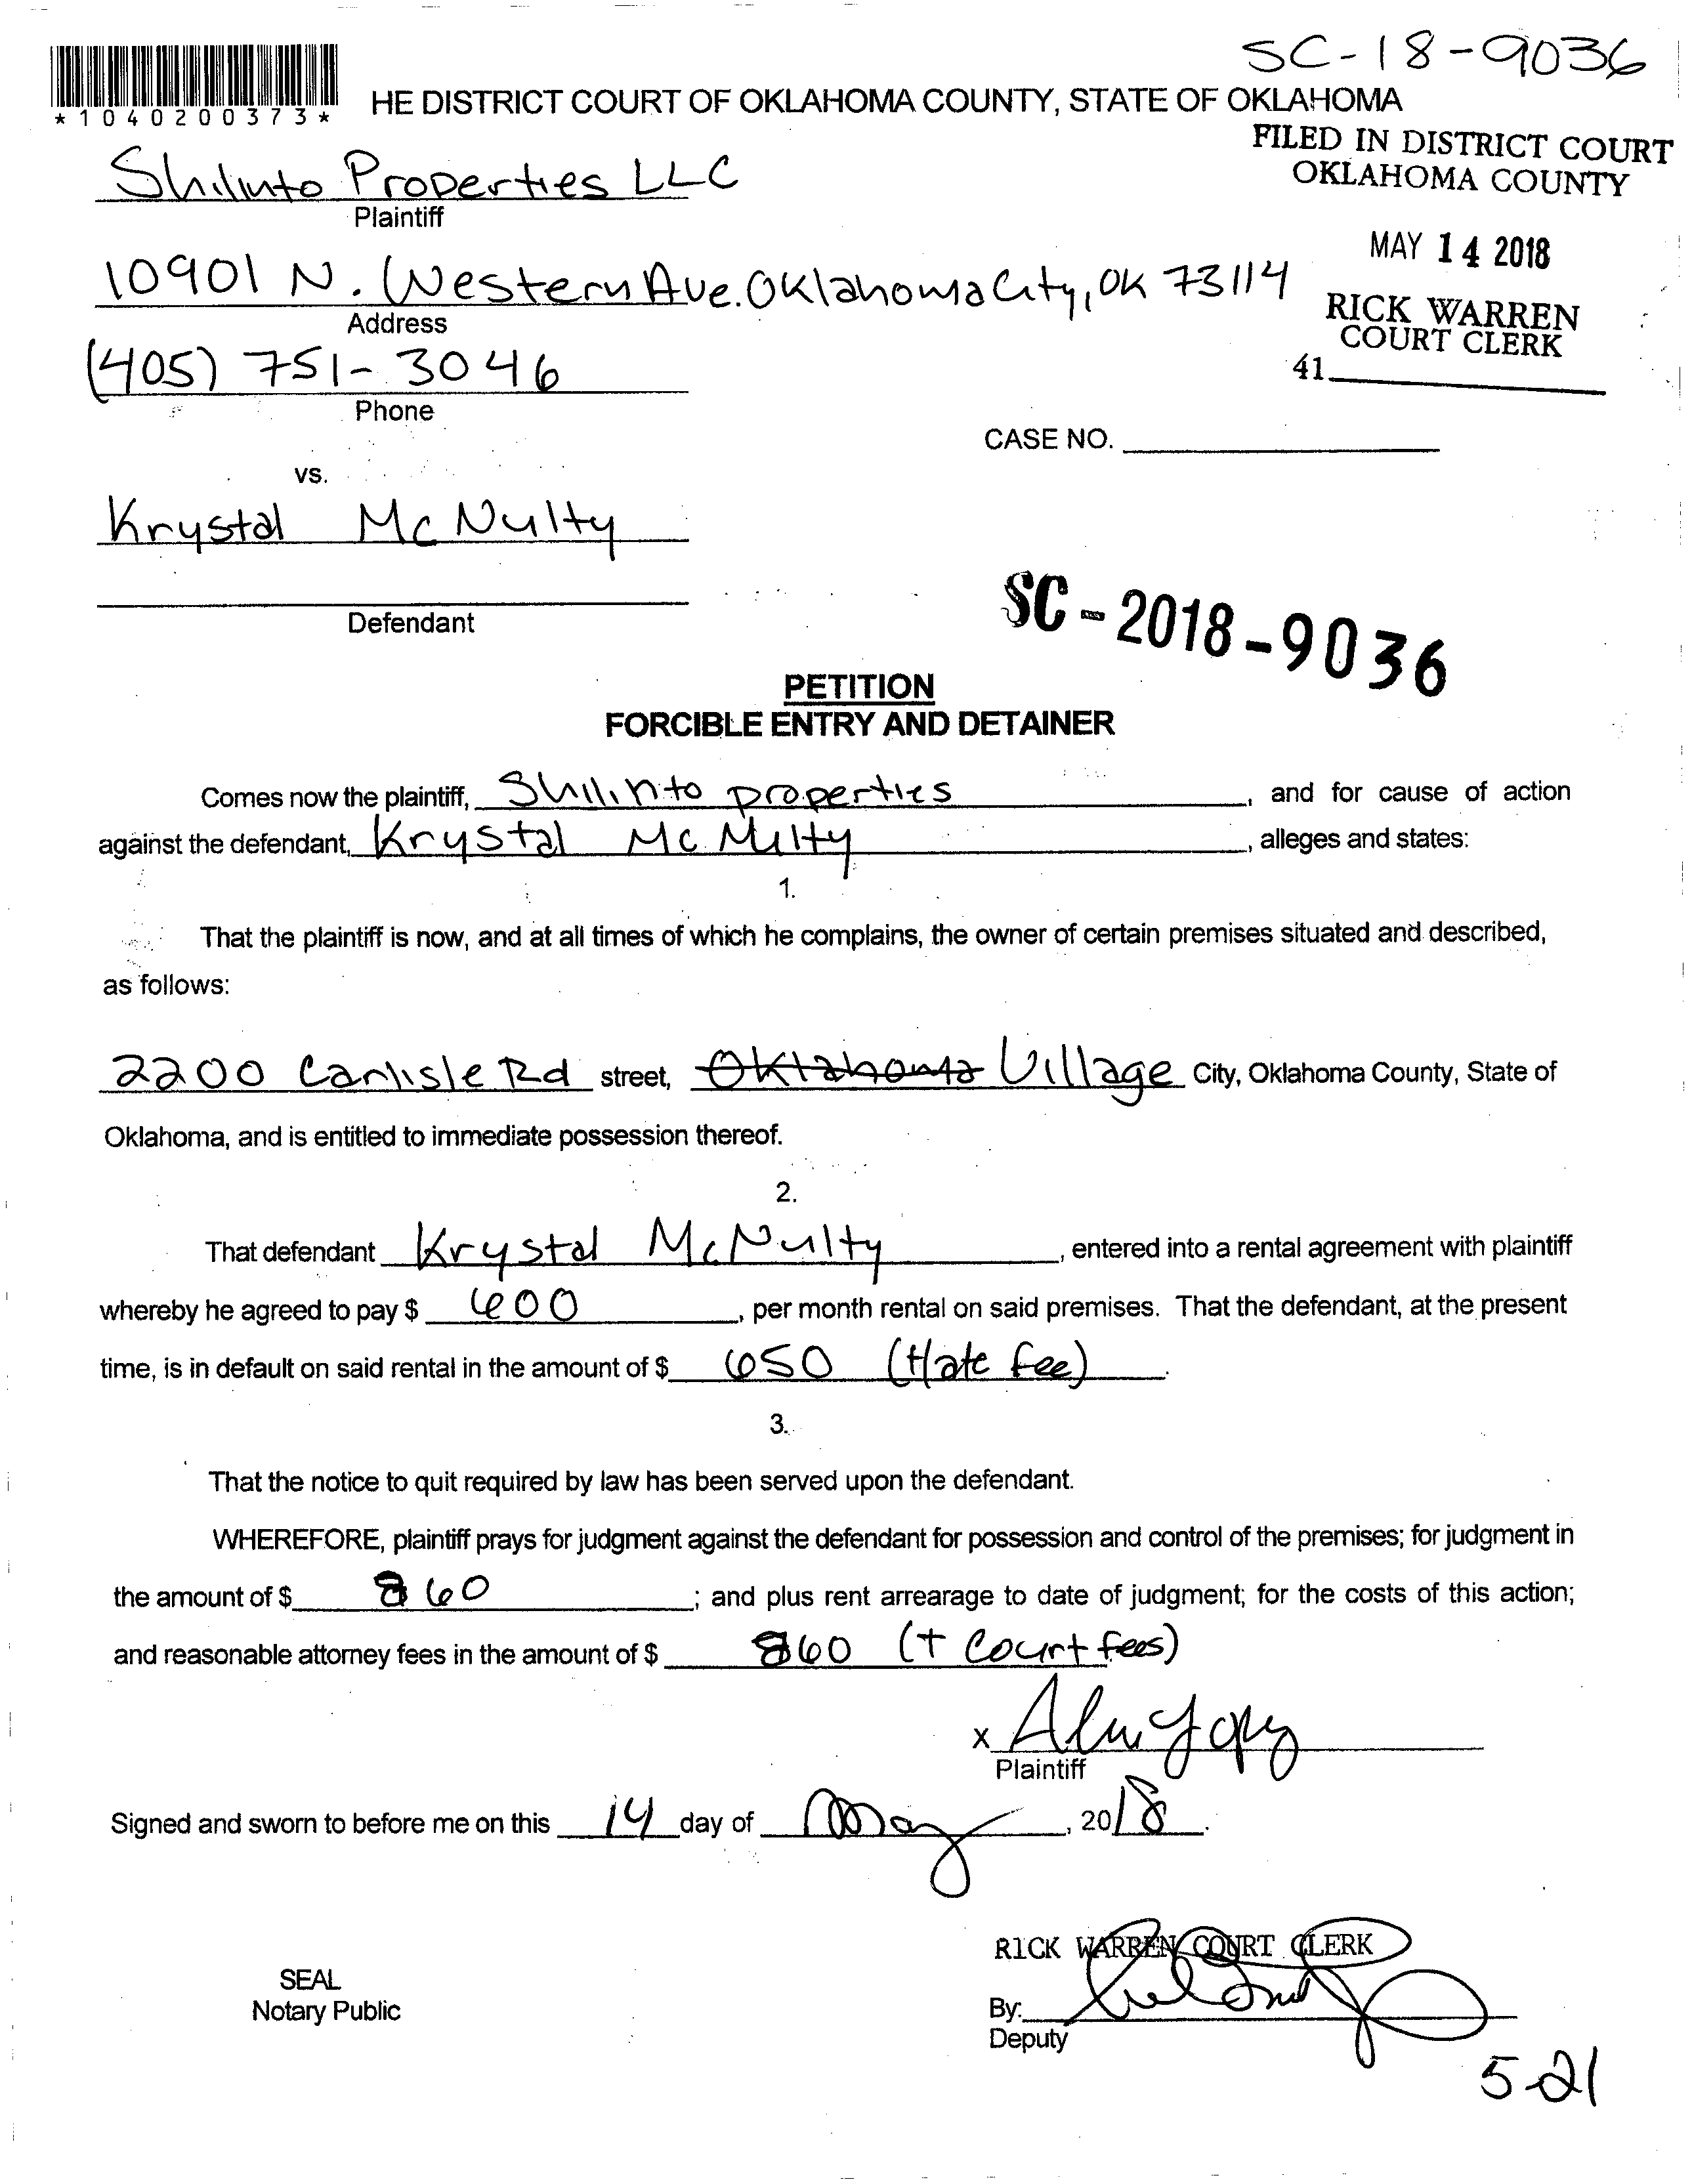 SC-18-9036
*1040200373*
HE DISTRICT COURT OF OKLAHOMA COUNTY, STATE OF OKLAHOMA
FILED IN DISTRICT COURT
OKLAHOMA COUNTY
Shilinto Properties LLC
Plaintiff
MAY 14 2018
10901 N. Western Ave. Oklahoma City, OK 73114
Address
RICK WARREN
COURT CLERK
41
(405) 751-3046
Phone
CASE NO.
vs.
Krystal McNulty
Defendant
SC-2018-9036
PETITION
FORCIBLE ENTRY AND DETAINER
Comes now the plaintiff, Shilinto properties, and for cause of action
against the defendant, Krystal McNulty, alleges and states:
1.
That the plaintiff is now, and at all times of which he complains, the owner of certain premises situated and described,
as follows:
2200 Carlisle Rd street, Oklahoma Village City, Oklahoma County, State of
Oklahoma, and is entitled to immediate possession thereof.
2.
That defendant Krystal McNulty, entered into a rental agreement with plaintiff
whereby he agreed to pay $ 600, per month rental on said premises. That the defendant, at the present
time, is in default on said rental in the amount of $ 650 (+late fee).
3.
That the notice to quit required by law has been served upon the defendant.
WHEREFORE, plaintiff prays for judgment against the defendant for possession and control of the premises; for judgment in
the amount of $ 860; and plus rent arrearage to date of judgment; for the costs of this action;
and reasonable attorney fees in the amount of $ 860 (+ Court fees)
x
Plaintiff
Signed and sworn to before me on this 14 day of May, 2018.
RICK WARREN COURT CLERK
SEAL
Notary Public
By:
Deputy
5-21